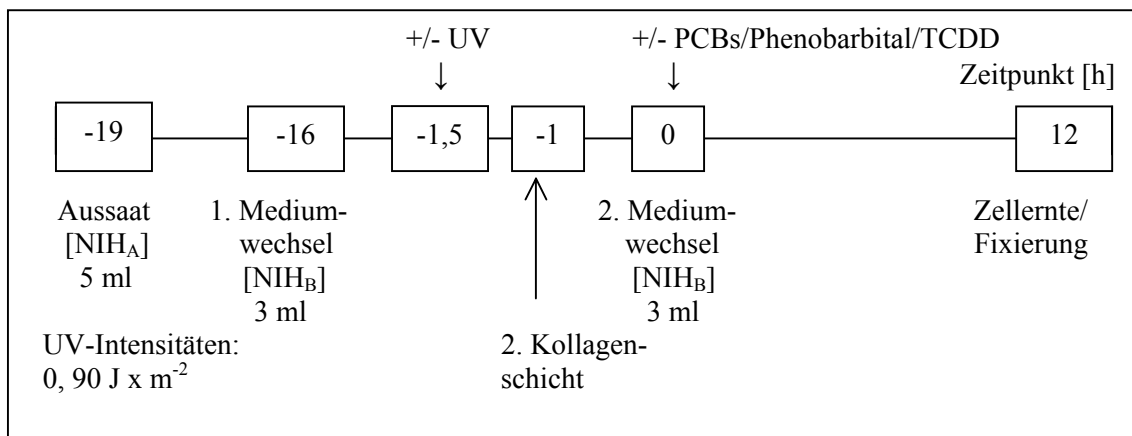 +/- UV
+/- PCBs/Phenobarbital/TCDD
↓
↓
Zeitpunkt [h]
-19
-16
-1,5
-1
0
12
Aussaat
[NIH_A]
5 ml
1. Medium-
wechsel
[NIH_B]
3 ml
2. Medium-
wechsel
[NIH_B]
3 ml
Zellernte/
Fixierung
UV-Intensitäten:
0, 90 J x m^-2
2. Kollagen-
schicht